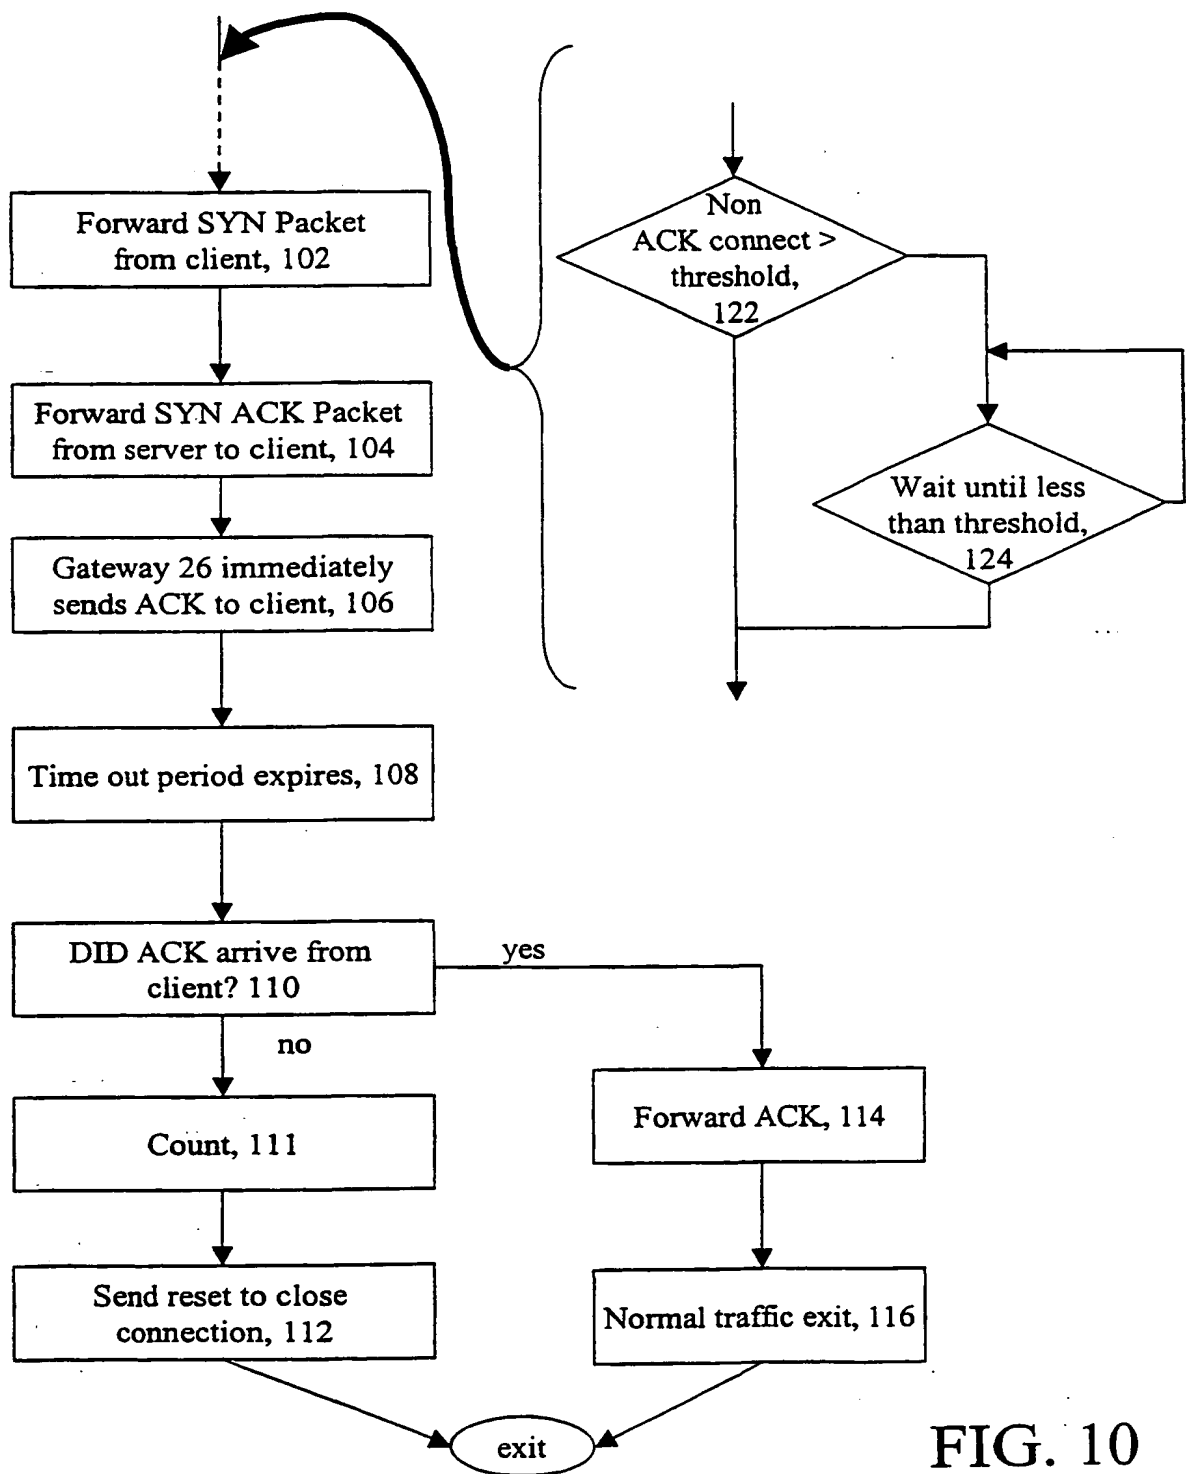 Forward SYN Packet
from client, 102
Forward SYN ACK Packet
from server to client, 104
Gateway 26 immediately
sends ACK to client, 106
Time out period expires, 108
DID ACK arrive from
client? 110
yes
no
Count, 111
Send reset to close
connection, 112
Forward ACK, 114
Normal traffic exit, 116
exit
Non
ACK connect >
threshold,
122
Wait until less
than threshold,
124
FIG. 10